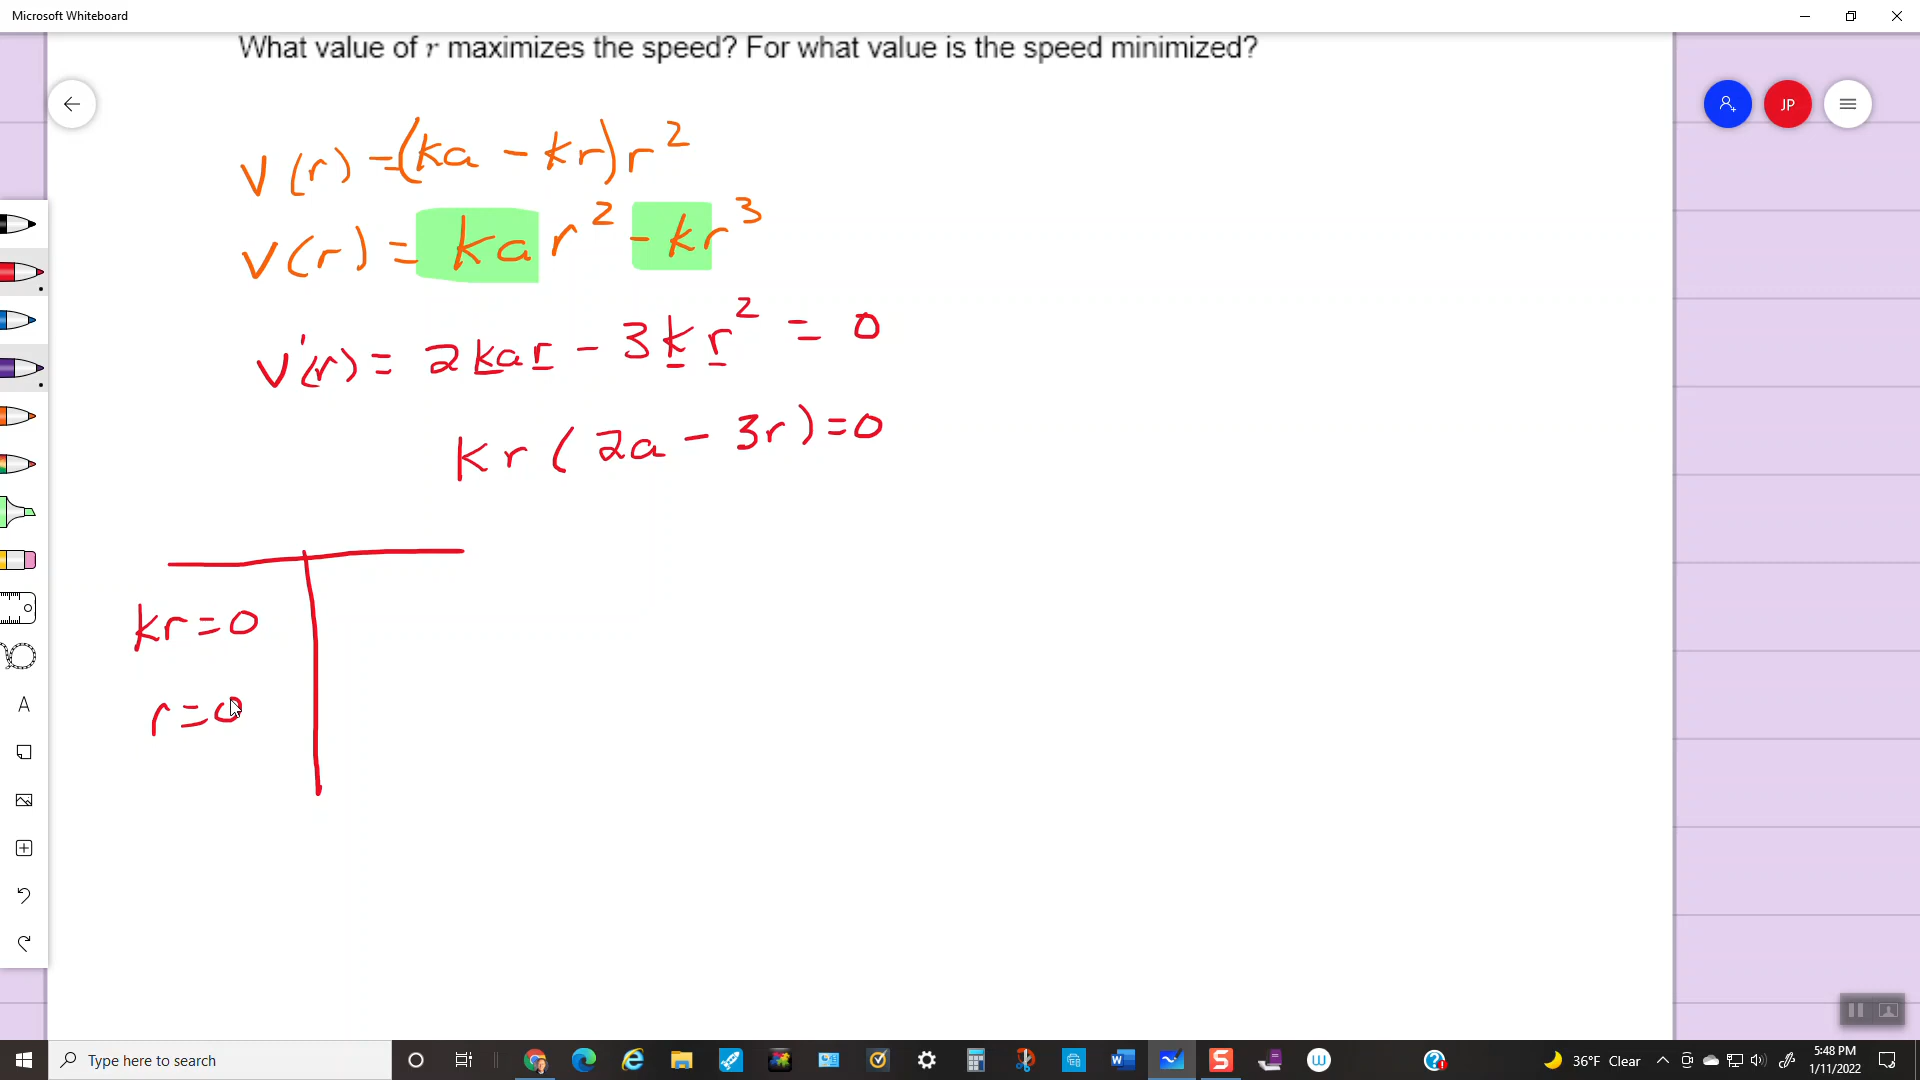 Microsoft Whiteboard
What value of r maximizes the speed? For what value is the speed minimized?
JP
v(r) = (ka - kr)r²
v(r) = kar² - kr³
v'(r) = 2kar - 3kr² = 0
kr(2a - 3r) = 0
kr = 0
r = 0
A
Type here to search
36°F Clear
5:48 PM
1/11/2022